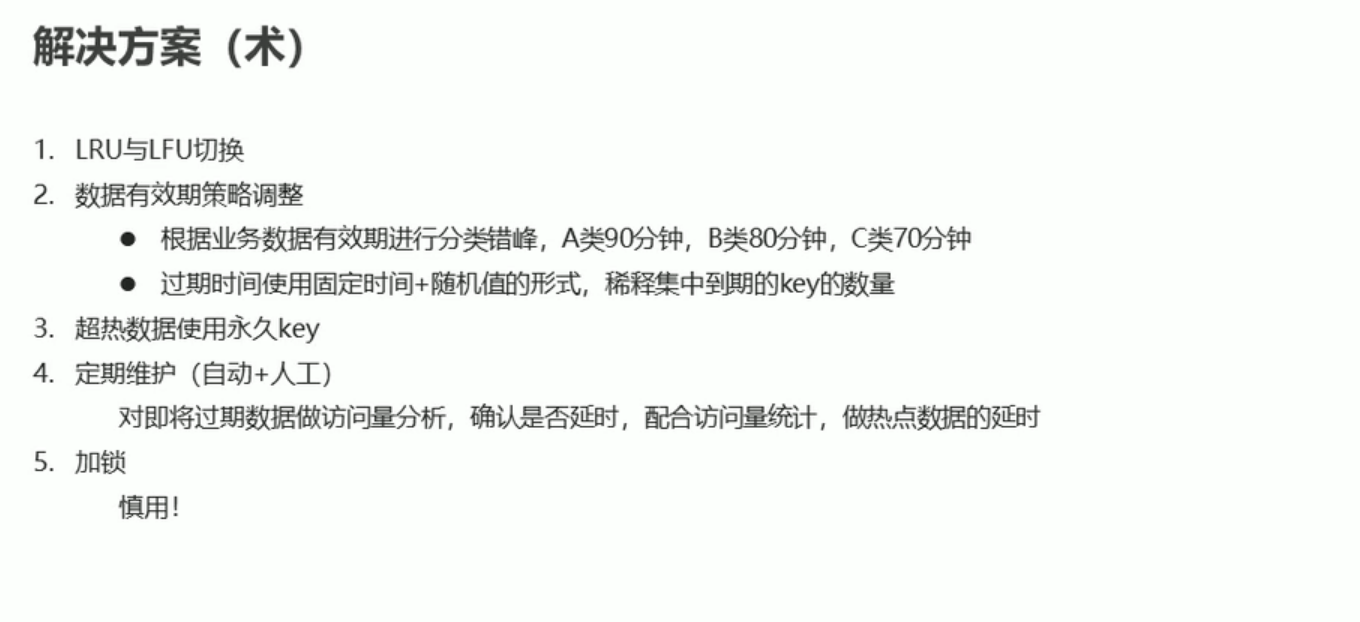 解决方案（术）
1. LRU与LFU切换
2. 数据有效期策略调整
● 根据业务数据有效期进行分类错峰，A类90分钟，B类80分钟，C类70分钟
● 过期时间使用固定时间+随机值的形式，稀释集中到期的key的数量
3. 超热数据使用永久key
4. 定期维护（自动+人工）
对即将过期数据做访问量分析，确认是否延时，配合访问量统计，做热点数据的延时
5. 加锁
慎用！